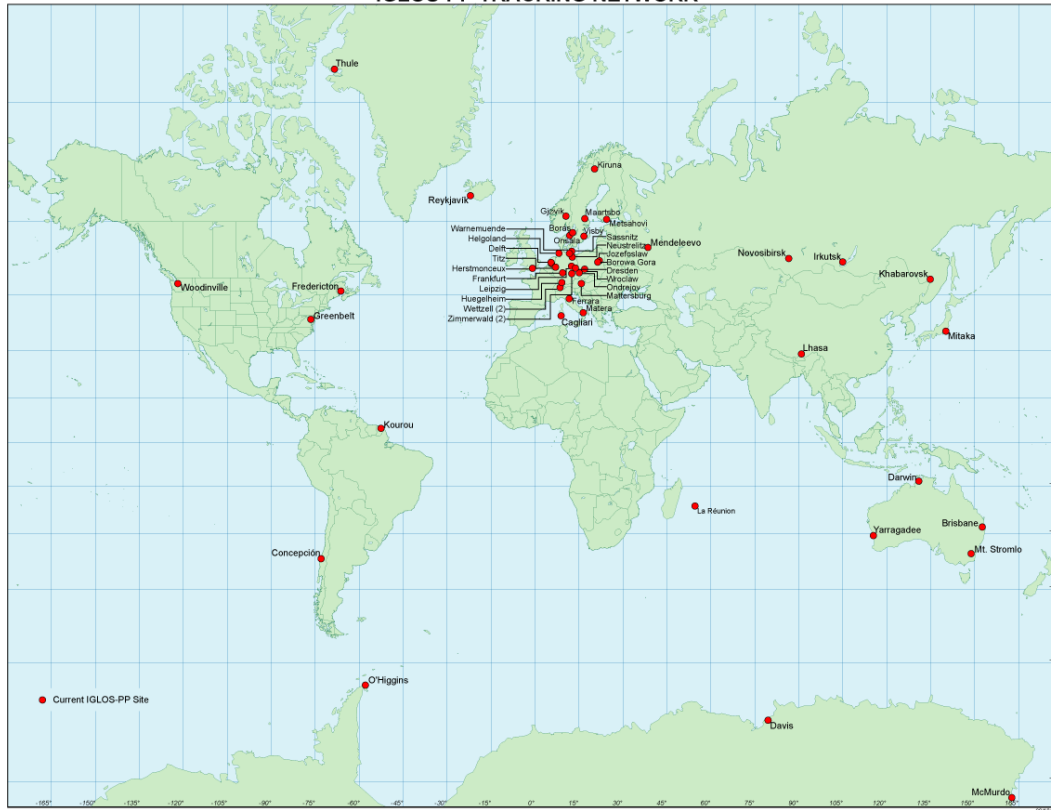 IGLOS-PP TRACKING NETWORK
Thule
Kiruna
Reykjavik
Gjovik
Maartsbo
Metsahovi
Boras
Visby
Onsala
Warnemuende
Helgoland
Delft
Titz
Herstmonceux
Frankfurt
Leipzig
Huegelheim
Wettzell (2)
Zimmerwald (2)
Sassnitz
Neustrelitz
Jozefoslaw
Borowa Gora
Dresden
Wroclaw
Ondrejov
Mattersburg
Ferrara
Matera
Cagliari
Mendeleevo
Novosibirsk
Irkutsk
Khabarovsk
Woodinville
Fredericton
Greenbelt
Mitaka
Lhasa
Kourou
Darwin
La Réunion
Brisbane
Yarragadee
Mt. Stromlo
Concepción
O'Higgins
Current IGLOS-PP Site
Davis
McMurdo
-165° -150° -135° -120° -105° -90° -75° -60° -45° -30° -15° 0° 15° 30° 45° 60° 75° 90° 105° 120° 135° 150° 165°